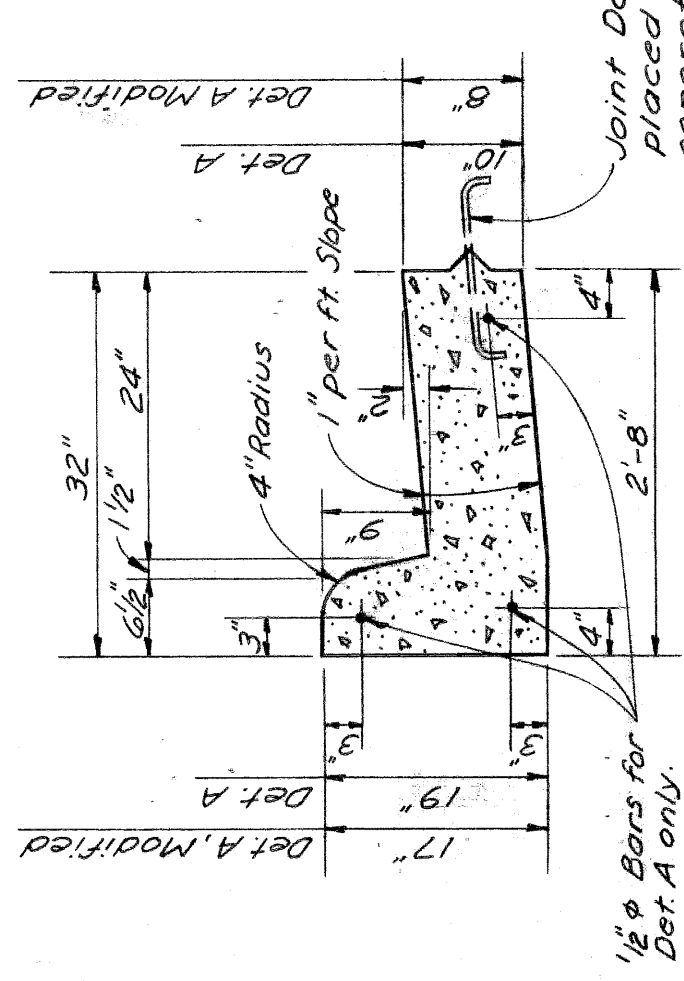 32"
6½"
1½"
24"
4" Radius
1" per ft. Slope
3"
9"
2"
3"
3"
3"
4"
4"
2'-8"
Det. A, Modified
17"
Det. A
19"
Det. A
10"
Det. A Modified
8"
½" φ Bars for
Det. A only.
Joint
placed